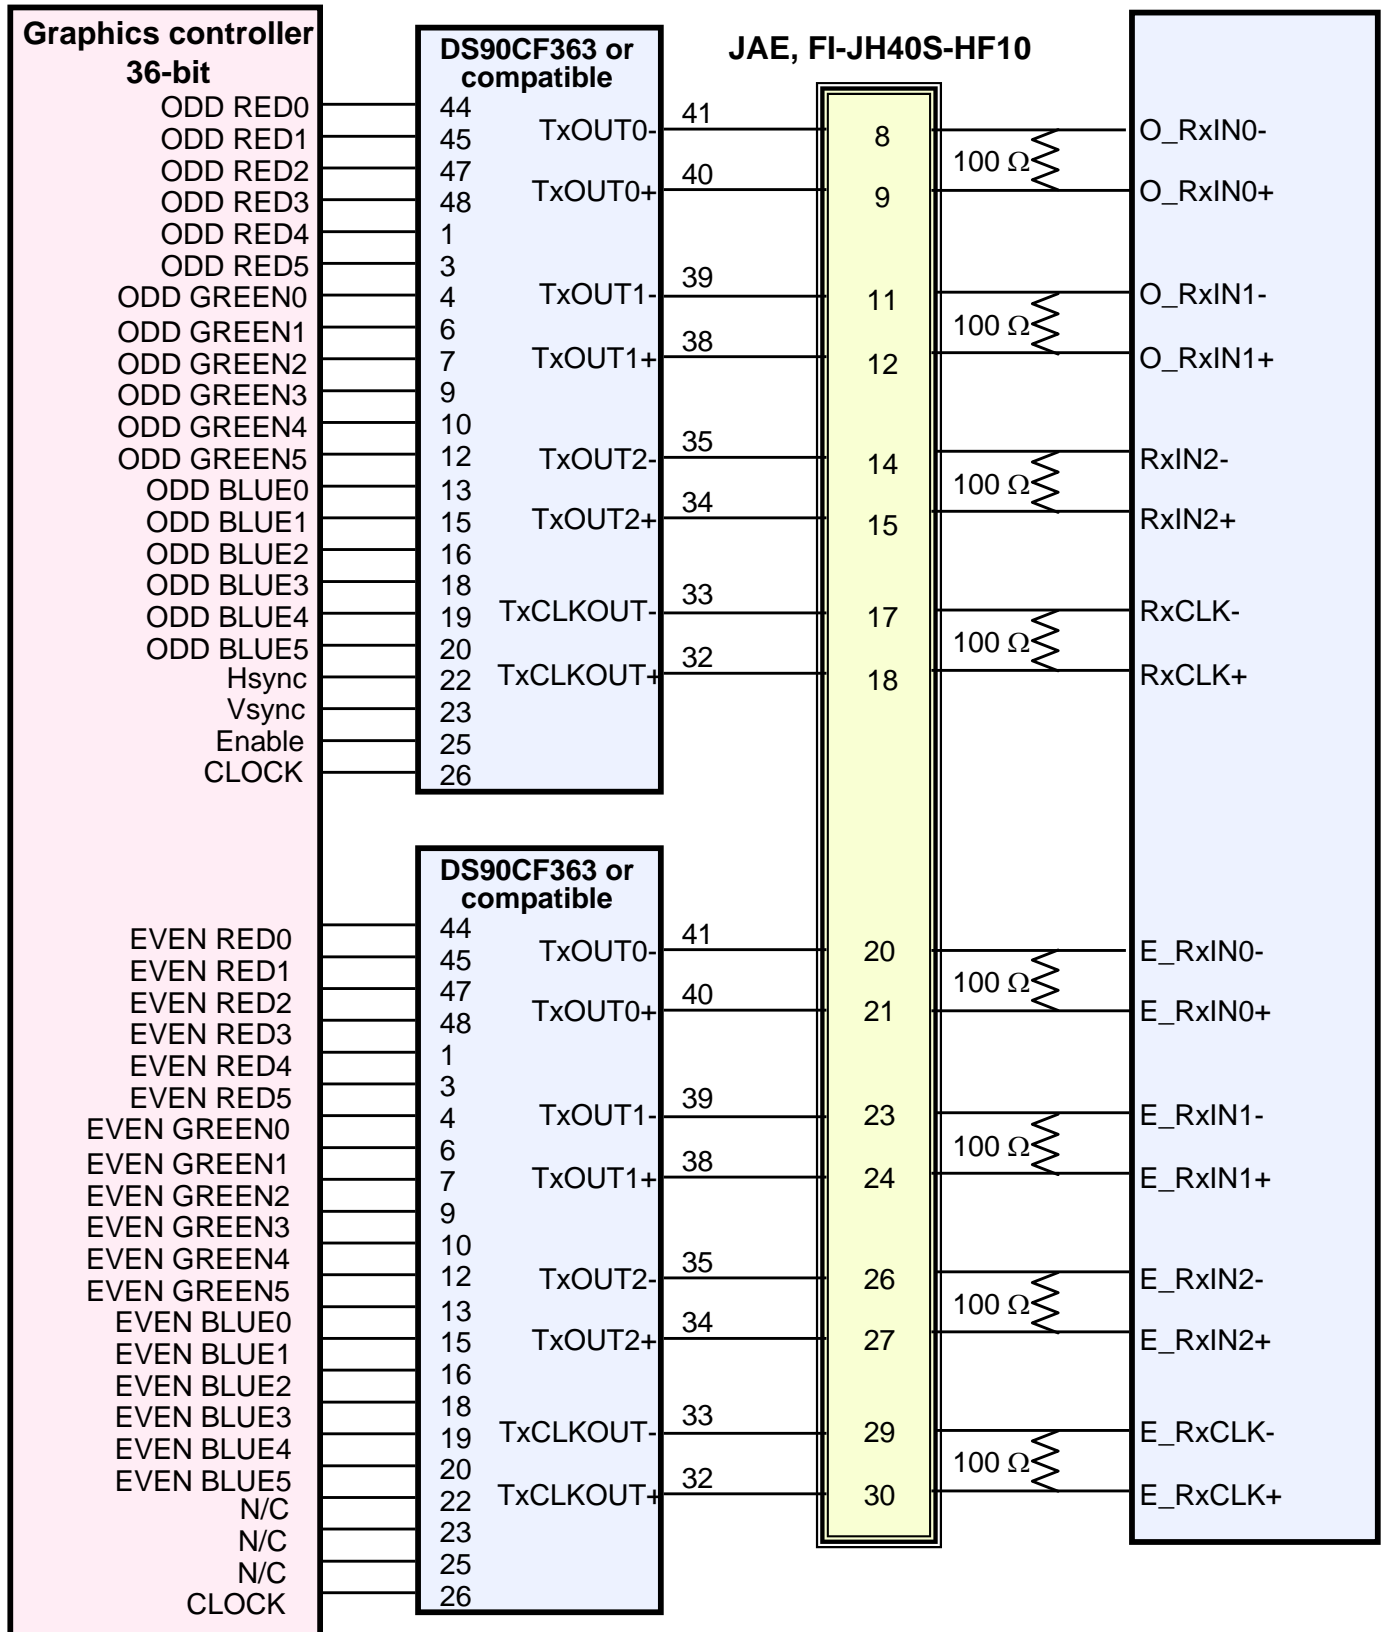 Graphics controller
36-bit
DS90CF363 or
compatible
JAE, FI-JH40S-HF10
ODD RED0
ODD RED1
ODD RED2
ODD RED3
ODD RED4
ODD RED5
ODD GREEN0
ODD GREEN1
ODD GREEN2
ODD GREEN3
ODD GREEN4
ODD GREEN5
ODD BLUE0
ODD BLUE1
ODD BLUE2
ODD BLUE3
ODD BLUE4
ODD BLUE5
Hsync
Vsync
Enable
CLOCK
44
45
47
48
1
3
4
6
7
9
10
12
13
15
16
18
19
20
22
23
25
26
TxOUT0- 41 8 O_RxIN0-
100 Ω
TxOUT0+ 40 9 O_RxIN0+
TxOUT1- 39 11 O_RxIN1-
100 Ω
TxOUT1+ 38 12 O_RxIN1+
TxOUT2- 35 14 RxIN2-
100 Ω
TxOUT2+ 34 15 RxIN2+
TxCLKOUT- 33 17 RxCLK-
100 Ω
TxCLKOUT+ 32 18 RxCLK+
DS90CF363 or
compatible
EVEN RED0
EVEN RED1
EVEN RED2
EVEN RED3
EVEN RED4
EVEN RED5
EVEN GREEN0
EVEN GREEN1
EVEN GREEN2
EVEN GREEN3
EVEN GREEN4
EVEN GREEN5
EVEN BLUE0
EVEN BLUE1
EVEN BLUE2
EVEN BLUE3
EVEN BLUE4
EVEN BLUE5
N/C
N/C
N/C
CLOCK
44
45
47
48
1
3
4
6
7
9
10
12
13
15
16
18
19
20
22
23
25
26
TxOUT0- 41 20 E_RxIN0-
100 Ω
TxOUT0+ 40 21 E_RxIN0+
TxOUT1- 39 23 E_RxIN1-
100 Ω
TxOUT1+ 38 24 E_RxIN1+
TxOUT2- 35 26 E_RxIN2-
100 Ω
TxOUT2+ 34 27 E_RxIN2+
TxCLKOUT- 33 29 E_RxCLK-
100 Ω
TxCLKOUT+ 32 30 E_RxCLK+